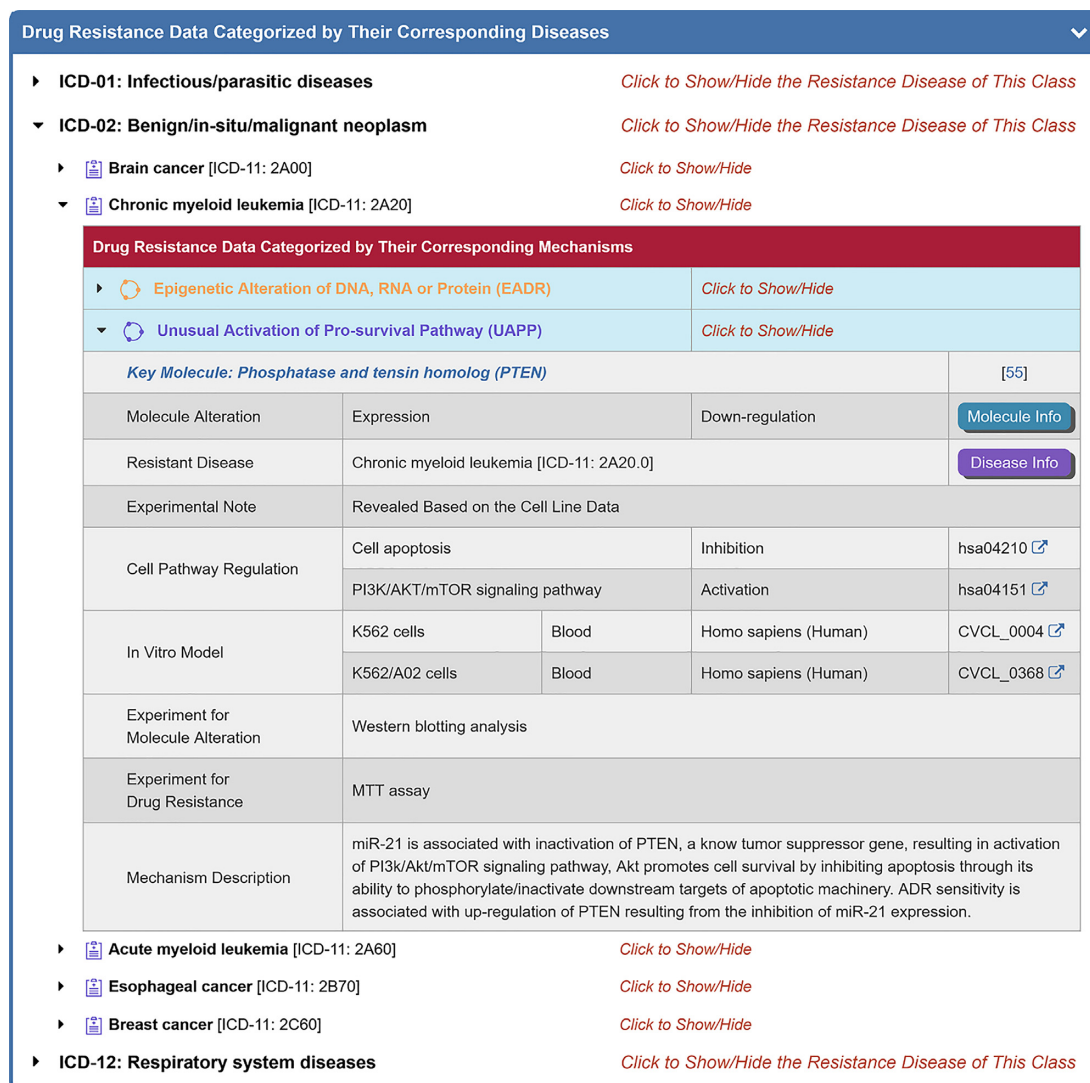 Drug Resistance Data Categorized by Their Corresponding Diseases
ICD-01: Infectious/parasitic diseases Click to Show/Hide the Resistance Disease of This Class
ICD-02: Benign/in-situ/malignant neoplasm Click to Show/Hide the Resistance Disease of This Class
Brain cancer [ICD-11: 2A00] Click to Show/Hide
Chronic myeloid leukemia [ICD-11: 2A20] Click to Show/Hide
Drug Resistance Data Categorized by Their Corresponding Mechanisms
Epigenetic Alteration of DNA, RNA or Protein (EADR) Click to Show/Hide
Unusual Activation of Pro-survival Pathway (UAPP) Click to Show/Hide
Key Molecule: Phosphatase and tensin homolog (PTEN) [55]
Molecule Alteration Expression Down-regulation Molecule Info
Resistant Disease Chronic myeloid leukemia [ICD-11: 2A20.0] Disease Info
Experimental Note Revealed Based on the Cell Line Data
Cell Pathway Regulation
Cell apoptosis Inhibition hsa04210
PI3K/AKT/mTOR signaling pathway Activation hsa04151
In Vitro Model
K562 cells Blood Homo sapiens (Human) CVCL_0004
K562/A02 cells Blood Homo sapiens (Human) CVCL_0368
Experiment for
Molecule Alteration
Western blotting analysis
Experiment for
Drug Resistance
MTT assay
Mechanism Description
miR-21 is associated with inactivation of PTEN, a know tumor suppressor gene, resulting in activation
of PI3k/Akt/mTOR signaling pathway, Akt promotes cell survival by inhibiting apoptosis through its
ability to phosphorylate/inactivate downstream targets of apoptotic machinery. ADR sensitivity is
associated with up-regulation of PTEN resulting from the inhibition of miR-21 expression.
Acute myeloid leukemia [ICD-11: 2A60] Click to Show/Hide
Esophageal cancer [ICD-11: 2B70] Click to Show/Hide
Breast cancer [ICD-11: 2C60] Click to Show/Hide
ICD-12: Respiratory system diseases Click to Show/Hide the Resistance Disease of This Class